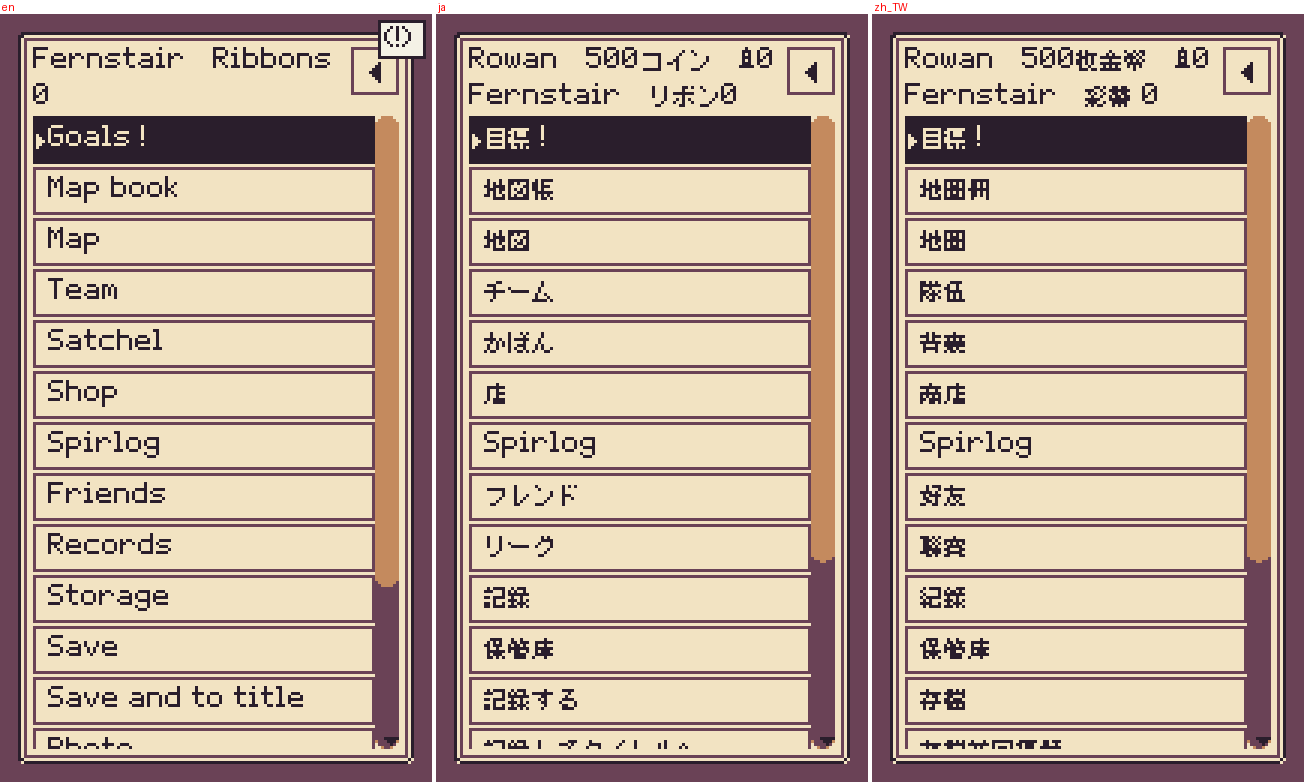 en
Fernstair Ribbons
0
Goals !
Map book
Map
Team
Satchel
Shop
Spirlog
Friends
Records
Storage
Save
Save and to title
Photo
ja
Rowan 500コイン 0
Fernstair リボン0
目標!
地図帳
地図
チーム
かばん
店
Spirlog
フレンド
リーグ
記録
保管庫
記録する
zh_TW
Rowan 500枚金幣 0
Fernstair 彩帶 0
目標!
地圖冊
地圖
隊伍
背囊
商店
Spirlog
好友
聯賽
紀錄
保管庫
存檔